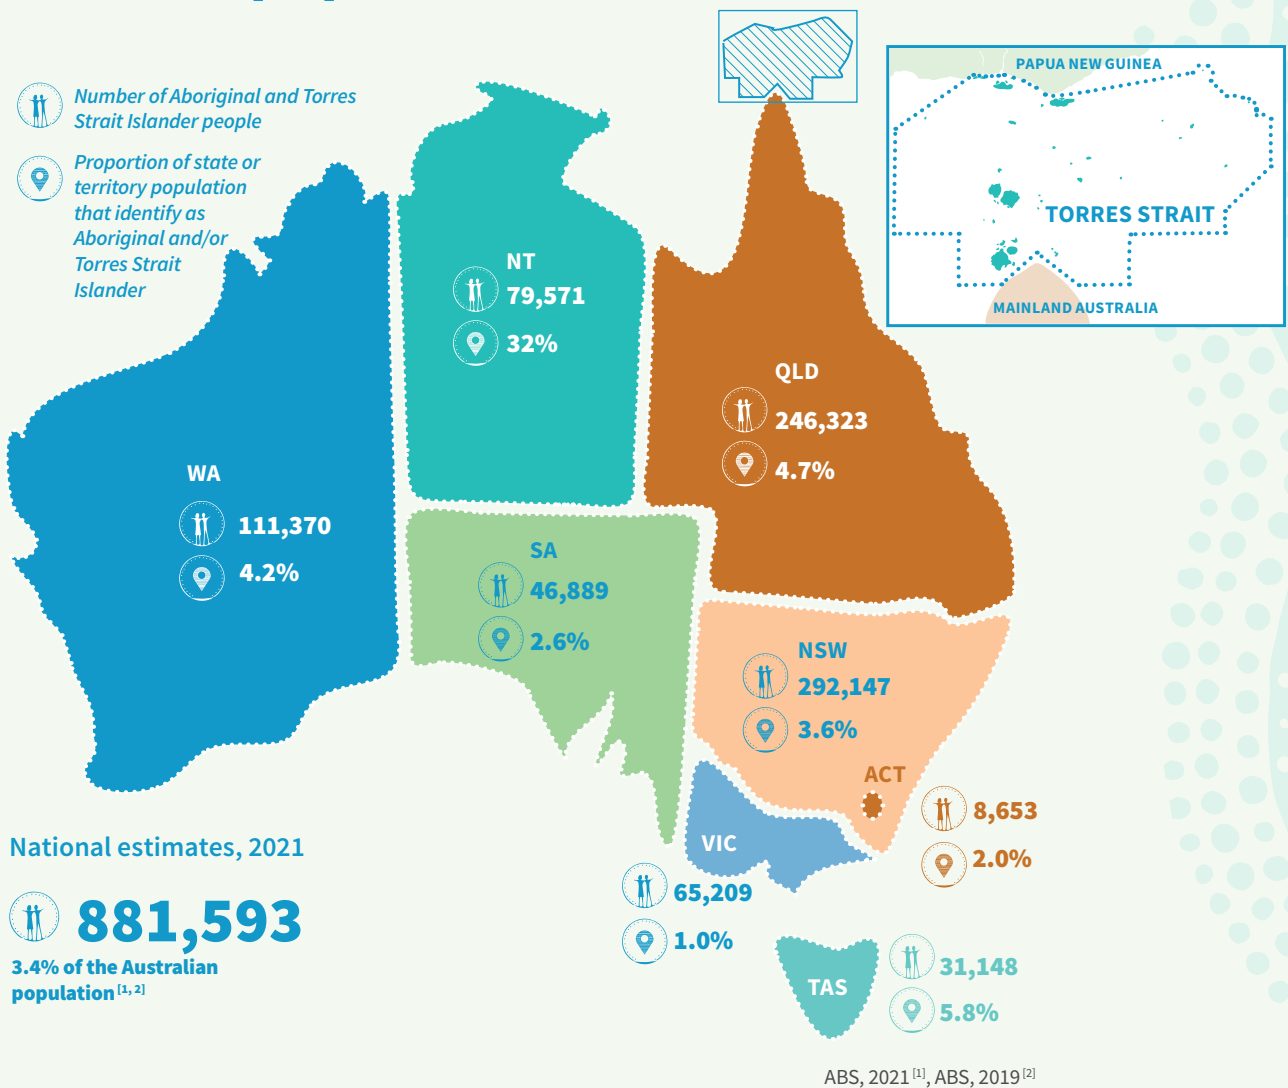 Number of Aboriginal and Torres
Strait Islander people
Proportion of state or
territory population
that identify as
Aboriginal and/or
Torres Strait
Islander
PAPUA NEW GUINEA
TORRES STRAIT
MAINLAND AUSTRALIA
NT
79,571
32%
QLD
246,323
4.7%
WA
111,370
4.2%
SA
46,889
2.6%
NSW
292,147
3.6%
ACT
8,653
2.0%
VIC
65,209
1.0%
TAS
31,148
5.8%
National estimates, 2021
881,593
3.4% of the Australian
population [1, 2]
ABS, 2021 [1], ABS, 2019 [2]